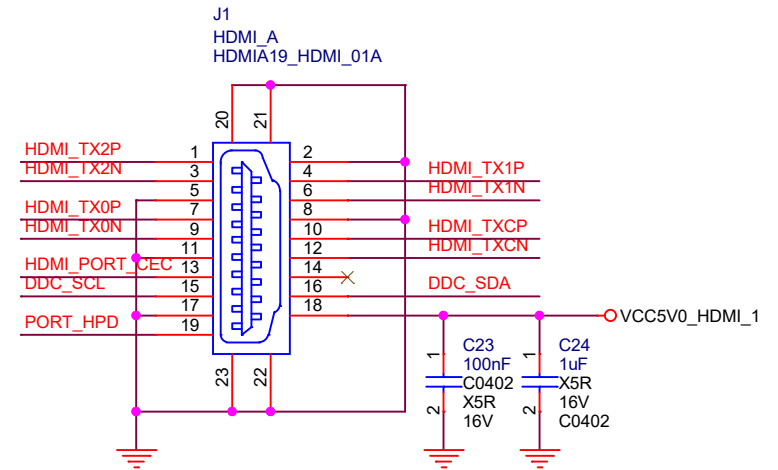 J1
HDMI_A
HDMIA19_HDMI_01A
20
21
HDMI_TX2P
1
2
HDMI_TX2N
3
4
HDMI_TX1P
5
6
HDMI_TX1N
HDMI_TX0P
7
8
HDMI_TX0N
9
10
HDMI_TXCP
11
12
HDMI_TXCN
HDMI_PORT_CEC
13
14
DDC_SCL
15
16
DDC_SDA
17
18
VCC5V0_HDMI_1
PORT_HPD
19
23
22
1
2
C23
100nF
C0402
X5R
16V
1
2
C24
1uF
X5R
16V
C0402